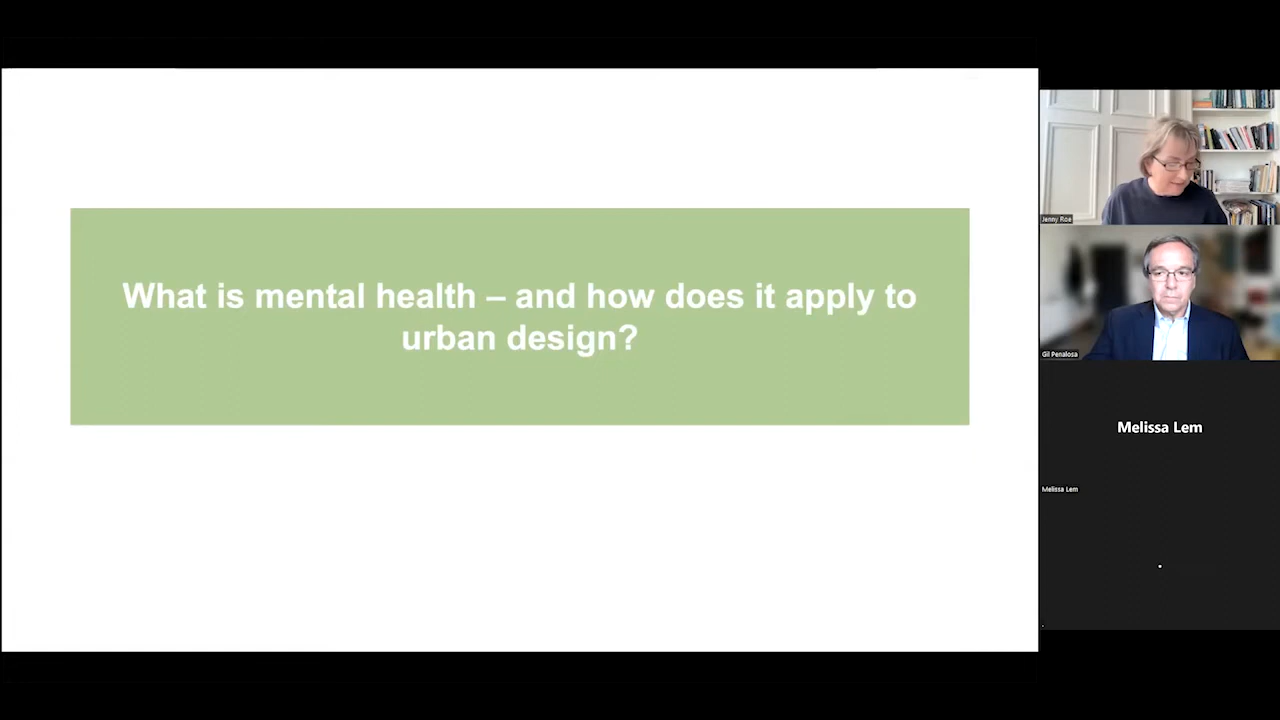 What is mental health – and how does it apply to
urban design?
Jenny Roe
Gil Penalosa
Melissa Lem
Melissa Lem